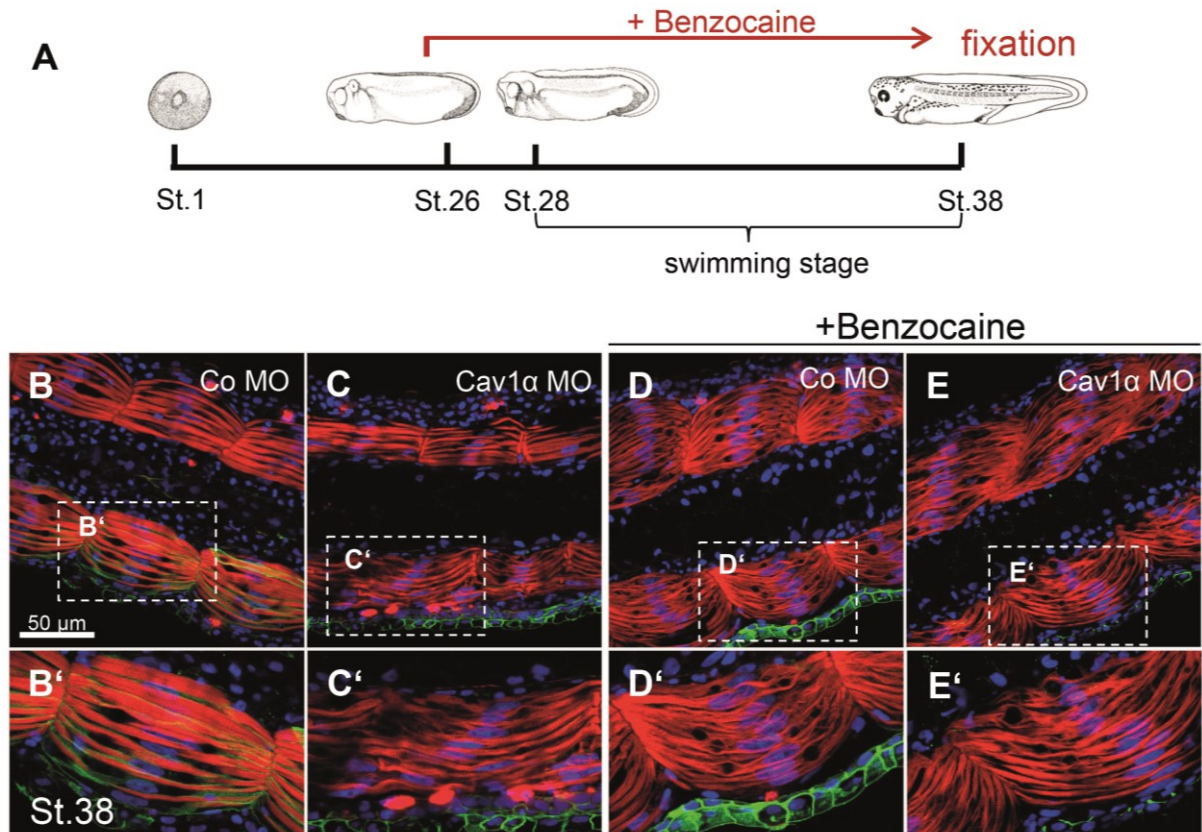 + Benzocaine
fixation
A
St.1 St.26 St.28 St.38
swimming stage
+Benzocaine
B Co MO C Cav1α MO D Co MO E Cav1α MO
B‘ C‘ D‘ E‘
50 µm
B‘ C‘ D‘ E‘
St.38